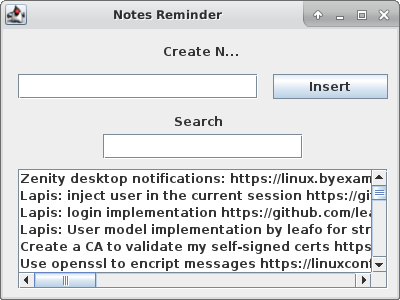 Notes Reminder
Create N...
Insert
Search
Zenity desktop notifications: https://linux.byexam
Lapis: inject user in the current session https://gi
Lapis: login implementation https://github.com/lea
Lapis: User model implementation by leafo for str
Create a CA to validate my self-signed certs https
Use openssl to encript messages https://linuxconf